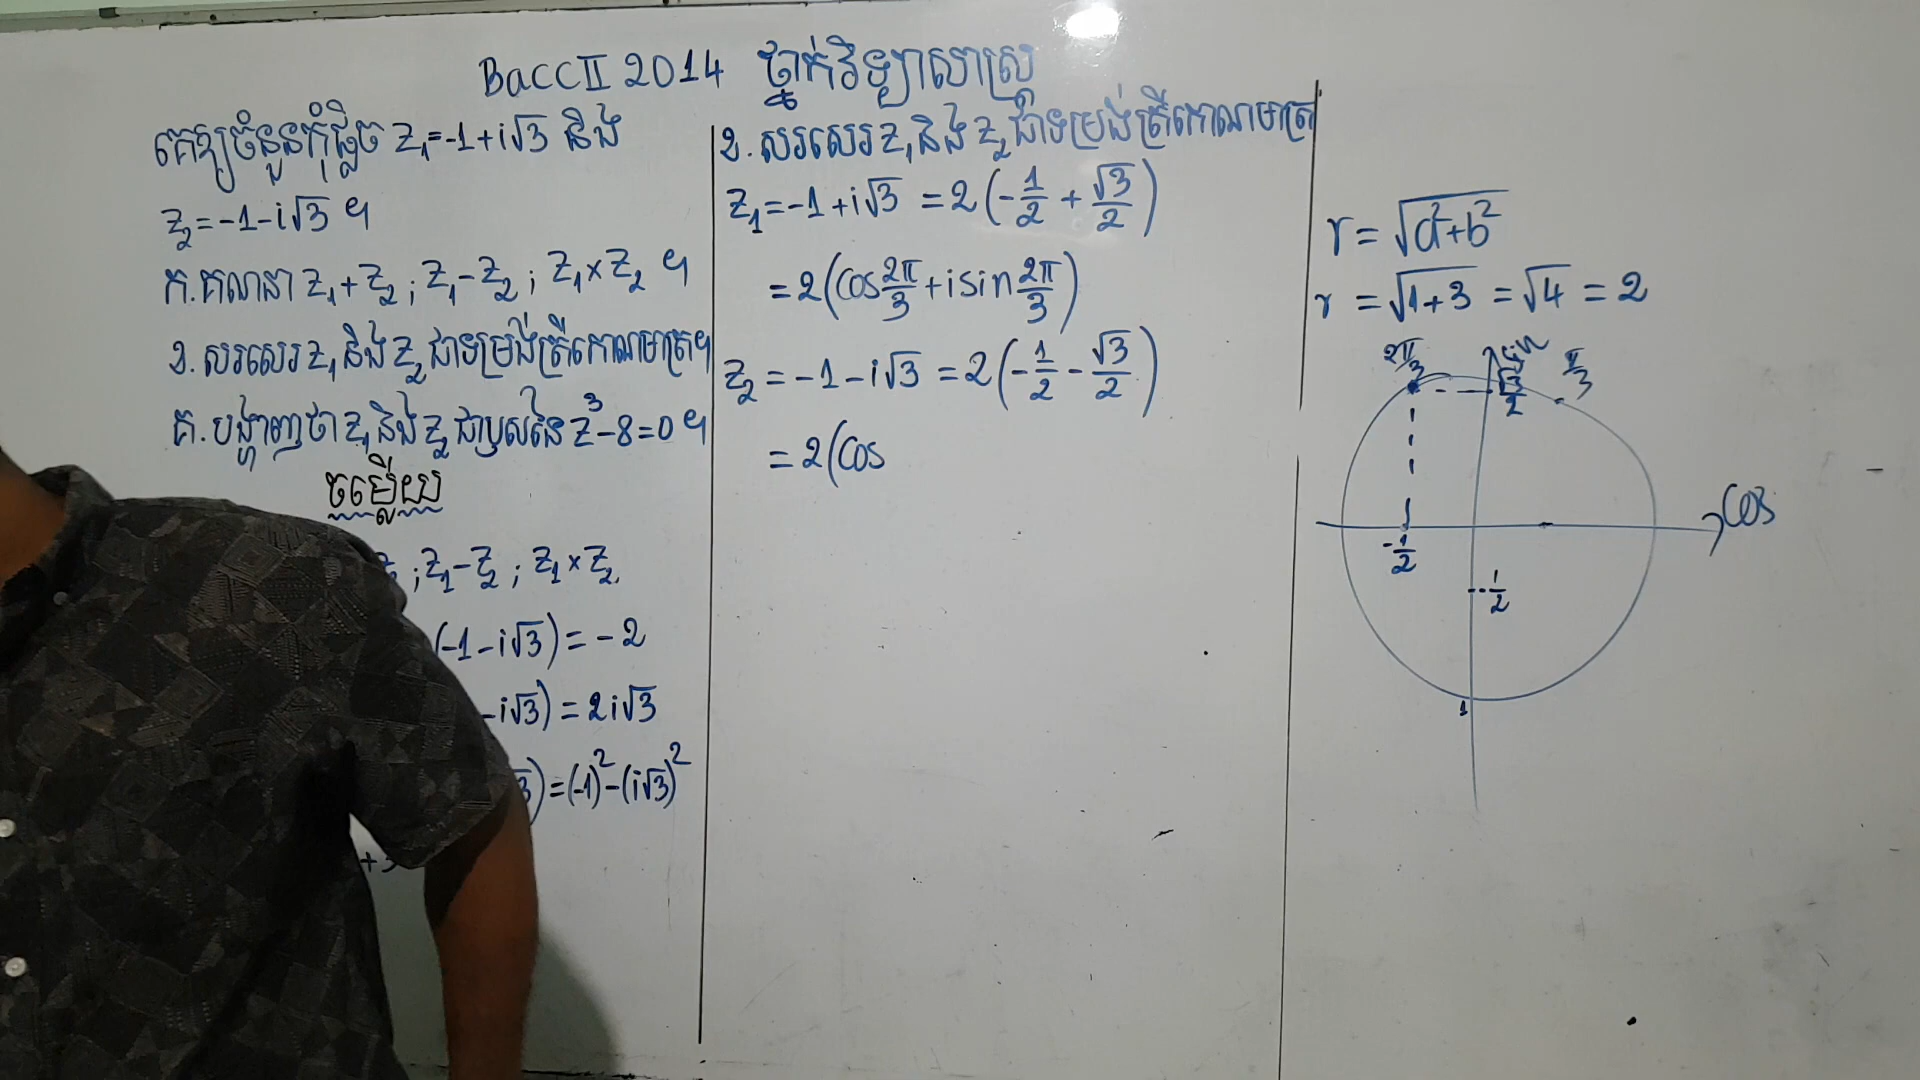 BaccII 2014 ថ្នាក់វិទ្យាសាស្ត្រ
គេឱ្យចំនួនកុំផ្លិច z₁=-1+i√3 និង
z₂=-1-i√3 ។
ក.គណនា z₁+z₂ ; z₁-z₂ ; z₁×z₂ ។
ខ.សរសេរ z₁ និង z₂ ជាទម្រង់ត្រីកោណមាត្រ។
គ.បង្ហាញថា z₁ និង z₂ ជាឫសនៃ z³-8=0 ។
ចម្លើយ
; z₁-z₂ ; z₁×z₂
(-1-i√3) = -2
-i√3) = 2i√3
3) = (-1)²-(i√3)²
+3
ខ.សរសេរ z₁ និង z₂ ជាទម្រង់ត្រីកោណមាត្រ
z₁=-1+i√3 = 2(-1/2 + √3/2)
= 2(cos 2π/3 + i sin 2π/3)
z₂ = -1-i√3 = 2(-1/2 - √3/2)
= 2(cos
r = √a²+b²
r = √1+3 = √4 = 2
2π/3 sin π/3
√3/2
cos
-1/2
-1/2
1